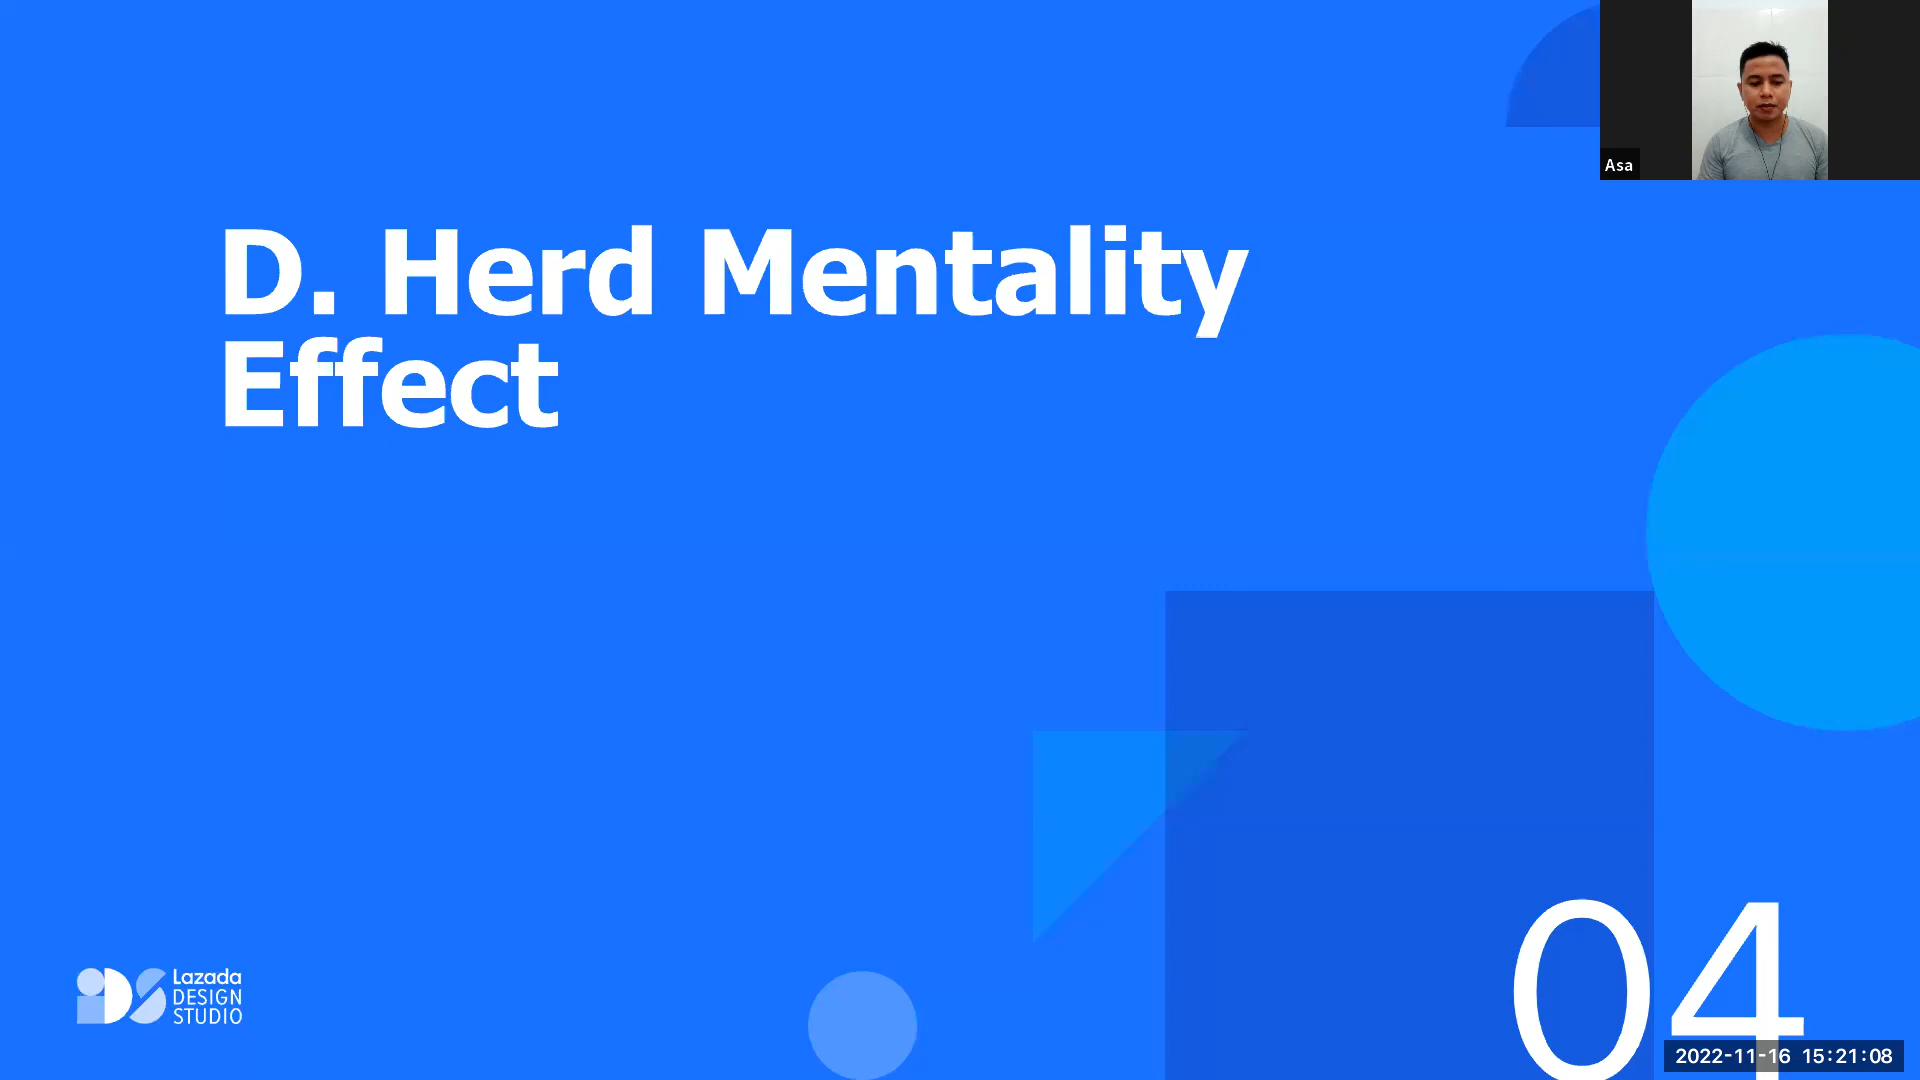 Asa
D. Herd Mentality
Effect
Lazada
DESIGN
STUDIO
04
2022-11-16 15:21:08